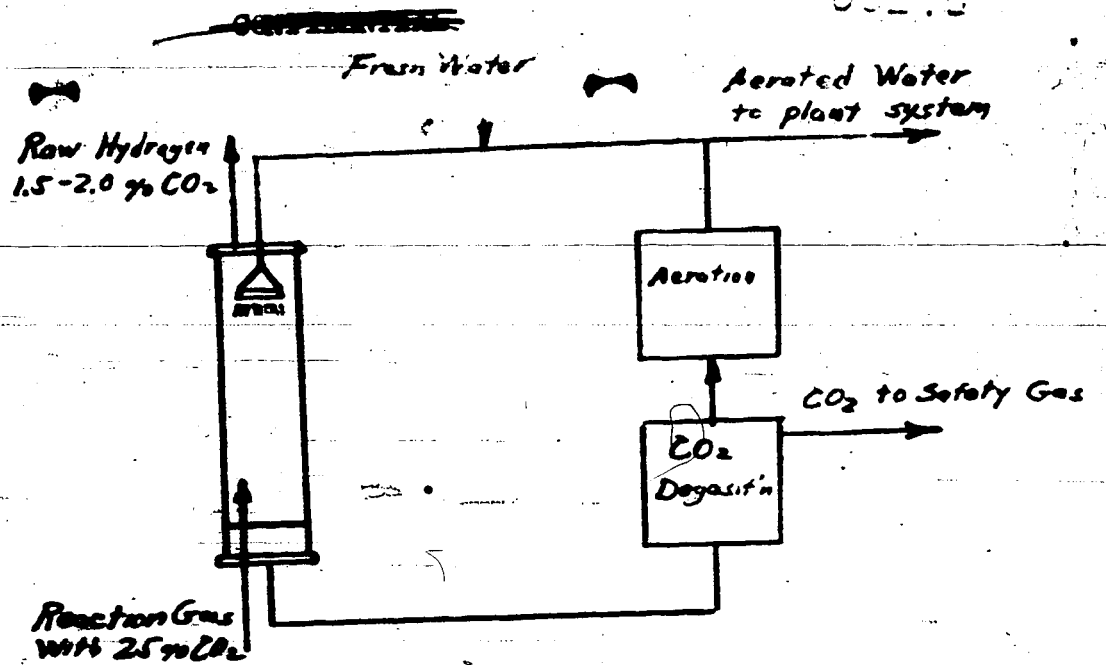 Fresh Water
Aerated Water
to plant system
Raw Hydrogen
1.5-2.0 % CO₂
Aeration
CO₂ to Safety Gas
CO₂
Degasit'n
Reaction Gas
With 25 % CO₂